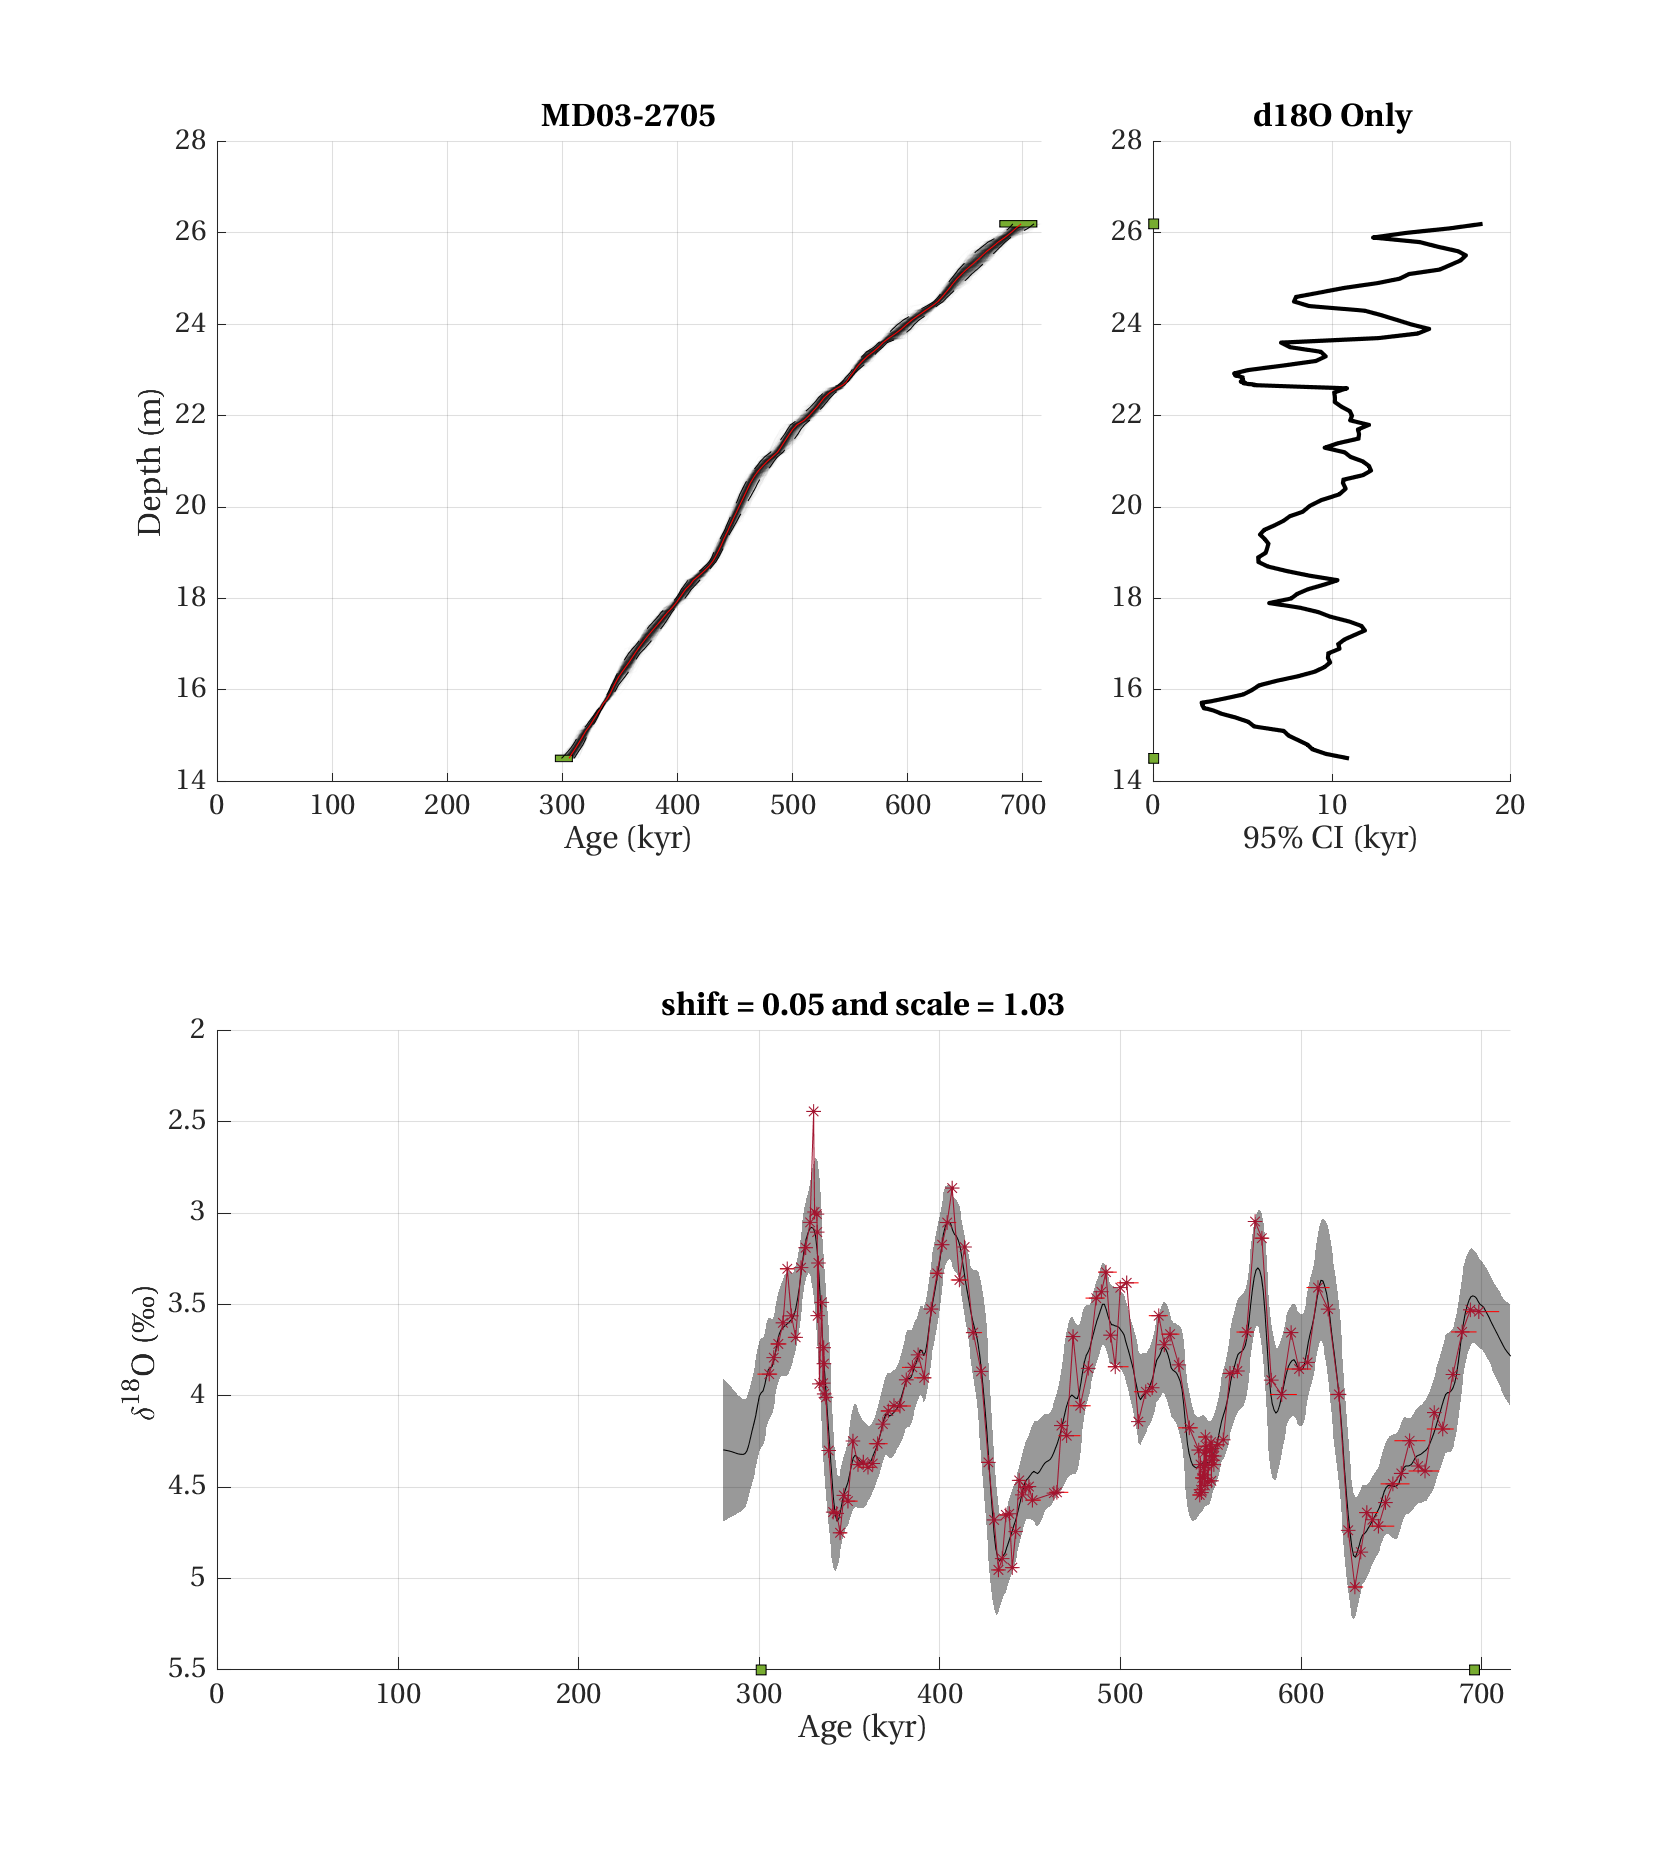 MD03-2705
d18O Only
28
26
24
22
20
18
16
14
Depth (m)
0 100 200 300 400 500 600 700
Age (kyr)
28
26
24
22
20
18
16
14
0 10 20
95% CI (kyr)
shift = 0.05 and scale = 1.03
2
2.5
3
3.5
4
4.5
5
5.5
δ18O (‰)
0 100 200 300 400 500 600 700
Age (kyr)